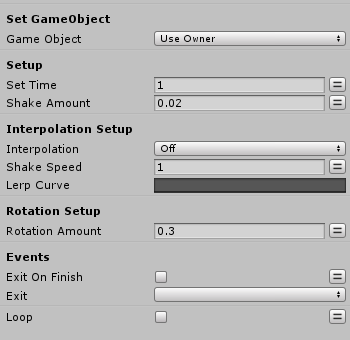 Set GameObject
Game Object Use Owner
Setup
Set Time 1
Shake Amount 0.02
Interpolation Setup
Interpolation Off
Shake Speed 1
Lerp Curve
Rotation Setup
Rotation Amount 0.3
Events
Exit On Finish
Exit
Loop